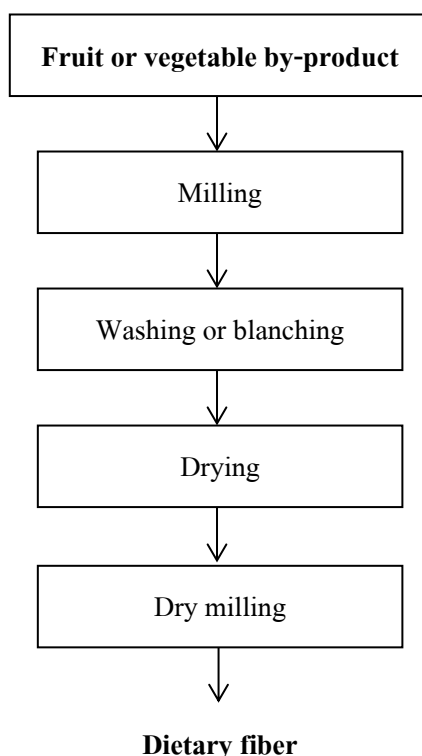 Fruit or vegetable by-product
Milling
Washing or blanching
Drying
Dry milling
Dietary fiber